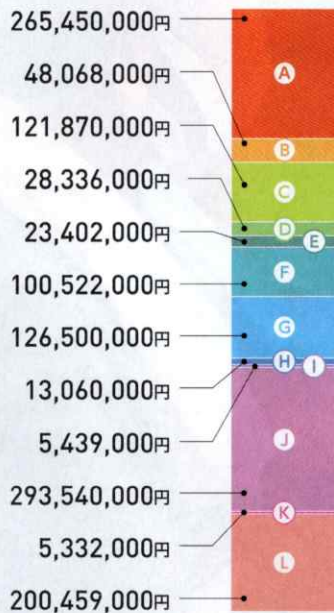 265,450,000円
A
48,068,000円
B
121,870,000円
C
28,336,000円
D
23,402,000円
E
100,522,000円
F
126,500,000円
G
13,060,000円
H
5,439,000円
I
293,540,000円
J
5,332,000円
K
200,459,000円
L